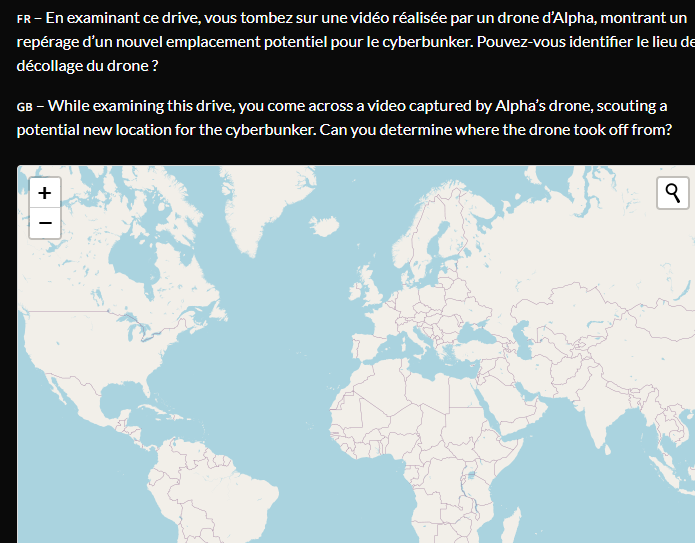 FR – En examinant ce drive, vous tombez sur une vidéo réalisée par un drone d’Alpha, montrant un
repérage d’un nouvel emplacement potentiel pour le cyberbunker. Pouvez-vous identifier le lieu de
décollage du drone ?
GB – While examining this drive, you come across a video captured by Alpha’s drone, scouting a
potential new location for the cyberbunker. Can you determine where the drone took off from?
+
−